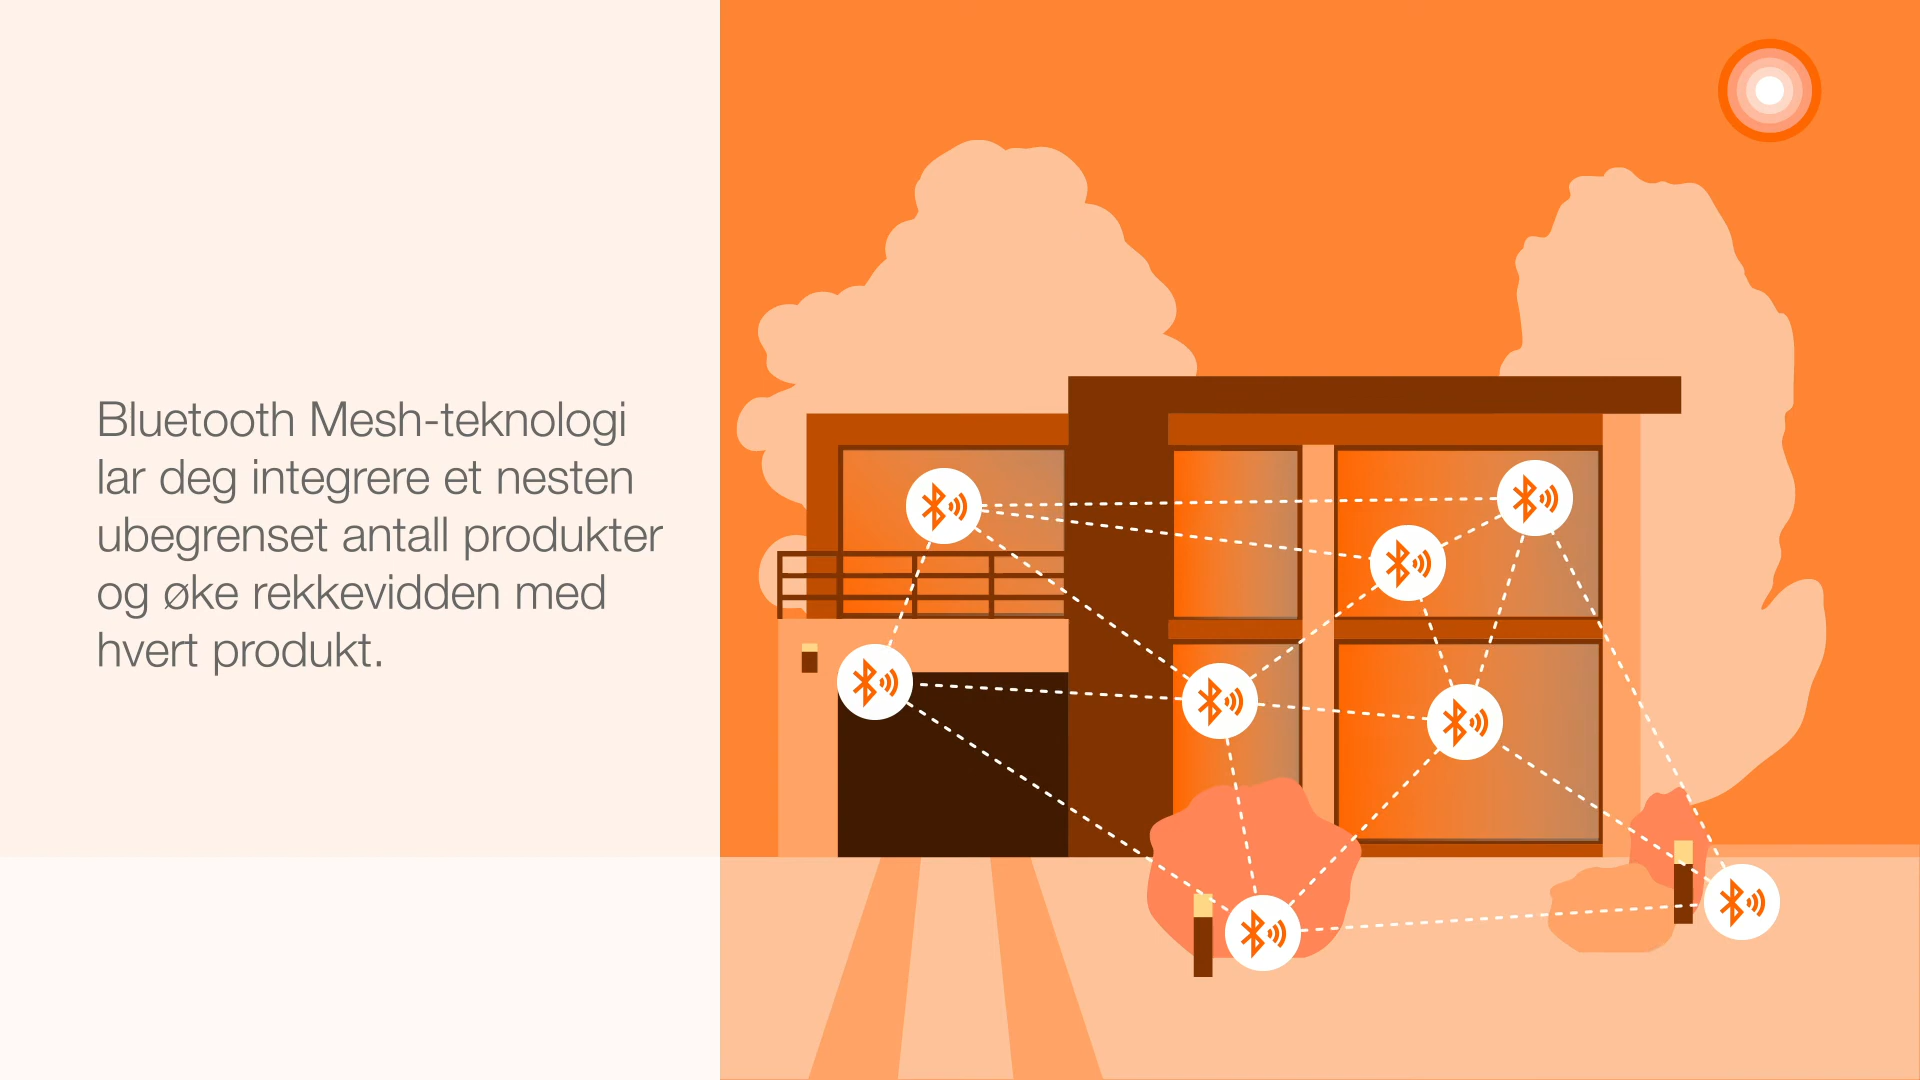 Bluetooth Mesh-teknologi
lar deg integrere et nesten
ubegrenset antall produkter
og øke rekkevidden med
hvert produkt.